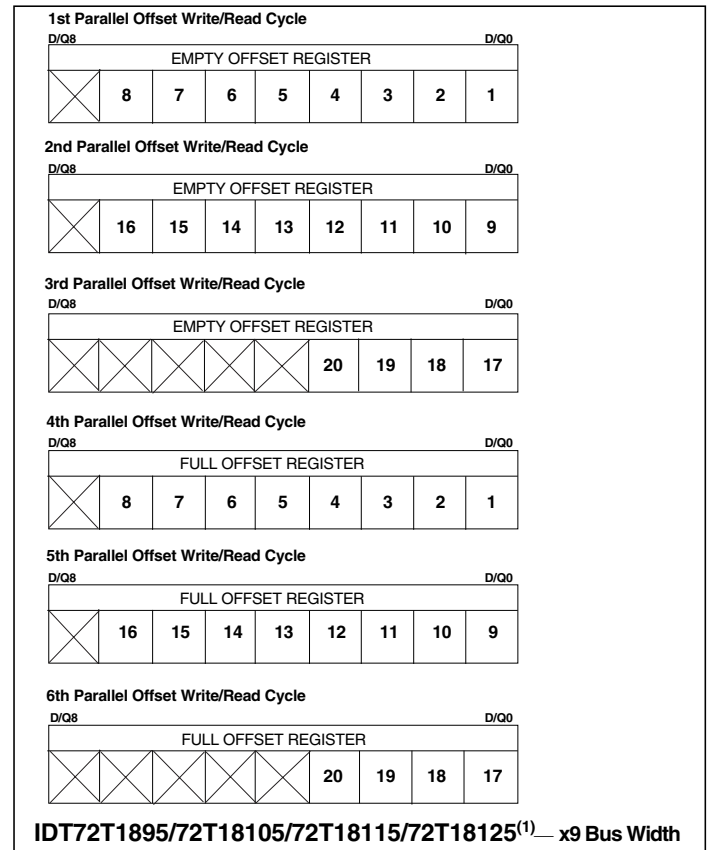 1st Parallel Offset Write/Read Cycle
D/Q8 D/Q0
EMPTY OFFSET REGISTER
8 7 6 5 4 3 2 1
2nd Parallel Offset Write/Read Cycle
D/Q8 D/Q0
EMPTY OFFSET REGISTER
16 15 14 13 12 11 10 9
3rd Parallel Offset Write/Read Cycle
D/Q8 D/Q0
EMPTY OFFSET REGISTER
20 19 18 17
4th Parallel Offset Write/Read Cycle
D/Q8 D/Q0
FULL OFFSET REGISTER
8 7 6 5 4 3 2 1
5th Parallel Offset Write/Read Cycle
D/Q8 D/Q0
FULL OFFSET REGISTER
16 15 14 13 12 11 10 9
6th Parallel Offset Write/Read Cycle
D/Q8 D/Q0
FULL OFFSET REGISTER
20 19 18 17
IDT72T1895/72T18105/72T18115/72T18125(1)— x9 Bus Width